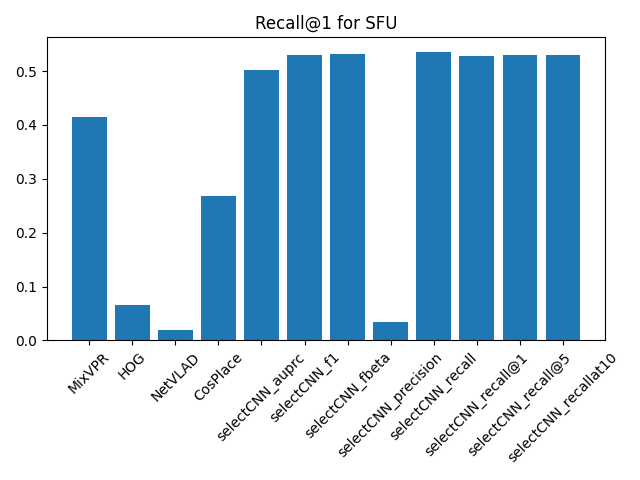 Recall@1 for SFU
0.5
0.4
0.3
0.2
0.1
0.0
MixVPR
HOG
NetVLAD
CosPlace
selectCNN_auprc
selectCNN_f1
selectCNN_fbeta
selectCNN_precision
selectCNN_recall
selectCNN_recall@1
selectCNN_recall@5
selectCNN_recallat10